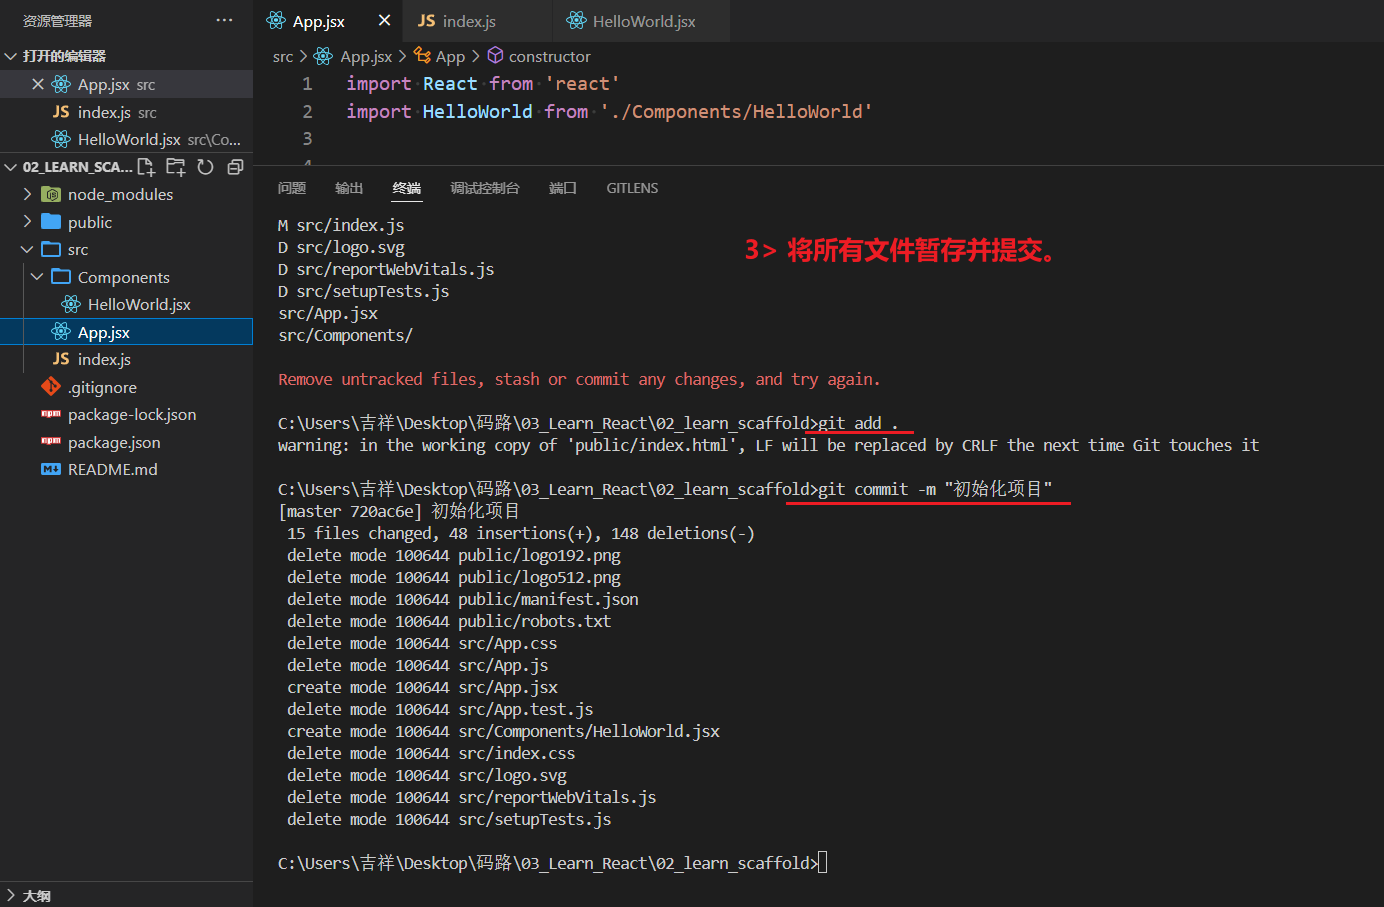 资源管理器 ···
打开的编辑器
App.jsx src
index.js src
HelloWorld.jsx src\Co...
02_LEARN_SCA...
node_modules
public
src
Components
HelloWorld.jsx
App.jsx
index.js
.gitignore
package-lock.json
package.json
README.md
大纲
App.jsx JS index.js HelloWorld.jsx
src > App.jsx > App > constructor
1 import React from 'react'
2 import HelloWorld from './Components/HelloWorld'
3
4
问题 输出 终端 调试控制台 端口 GITLENS
M src/index.js
D src/logo.svg
D src/reportWebVitals.js
D src/setupTests.js
src/App.jsx
src/Components/
3> 将所有文件暂存并提交。
Remove untracked files, stash or commit any changes, and try again.
C:\Users\吉祥\Desktop\码路\03_Learn_React\02_learn_scaffold>git add .
warning: in the working copy of 'public/index.html', LF will be replaced by CRLF the next time Git touches it
C:\Users\吉祥\Desktop\码路\03_Learn_React\02_learn_scaffold>git commit -m "初始化项目"
[master 720ac6e] 初始化项目
15 files changed, 48 insertions(+), 148 deletions(-)
delete mode 100644 public/logo192.png
delete mode 100644 public/logo512.png
delete mode 100644 public/manifest.json
delete mode 100644 public/robots.txt
delete mode 100644 src/App.css
delete mode 100644 src/App.js
create mode 100644 src/App.jsx
delete mode 100644 src/App.test.js
create mode 100644 src/Components/HelloWorld.jsx
delete mode 100644 src/index.css
delete mode 100644 src/logo.svg
delete mode 100644 src/reportWebVitals.js
delete mode 100644 src/setupTests.js
C:\Users\吉祥\Desktop\码路\03_Learn_React\02_learn_scaffold>